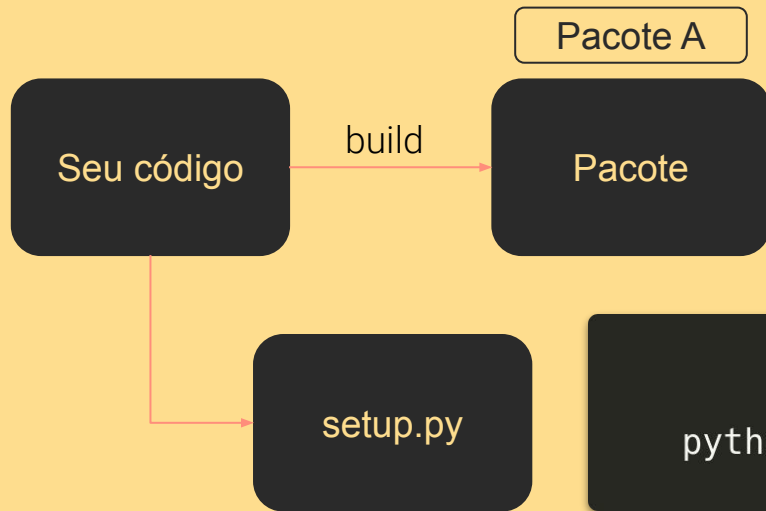 Pacote A
Seu código
build
Pacote
setup.py
pyth